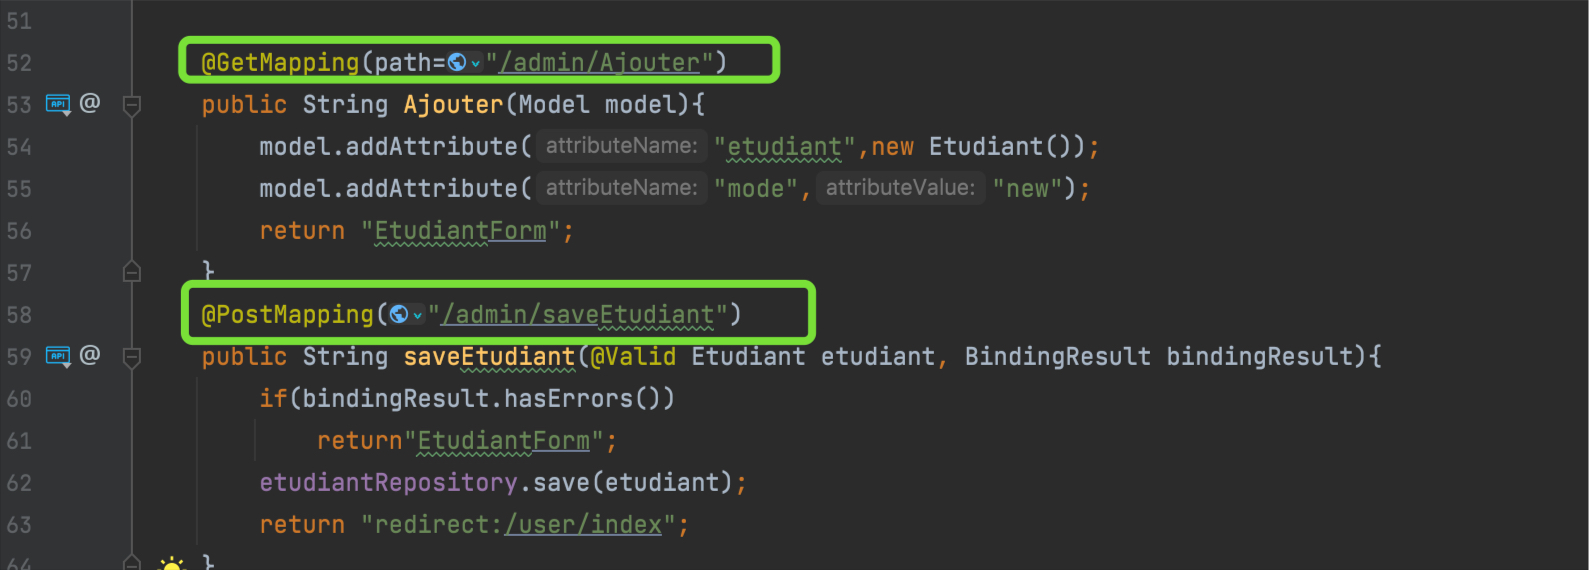 51
52 @GetMapping(path="/admin/Ajouter")
53 API @ public String Ajouter(Model model){
54 model.addAttribute( attributeName: "etudiant",new Etudiant());
55 model.addAttribute( attributeName: "mode", attributeValue: "new");
56 return "EtudiantForm";
57 }
58 @PostMapping("/admin/saveEtudiant")
59 API @ public String saveEtudiant(@Valid Etudiant etudiant, BindingResult bindingResult){
60 if(bindingResult.hasErrors())
61 return"EtudiantForm";
62 etudiantRepository.save(etudiant);
63 return "redirect:/user/index";
64 }